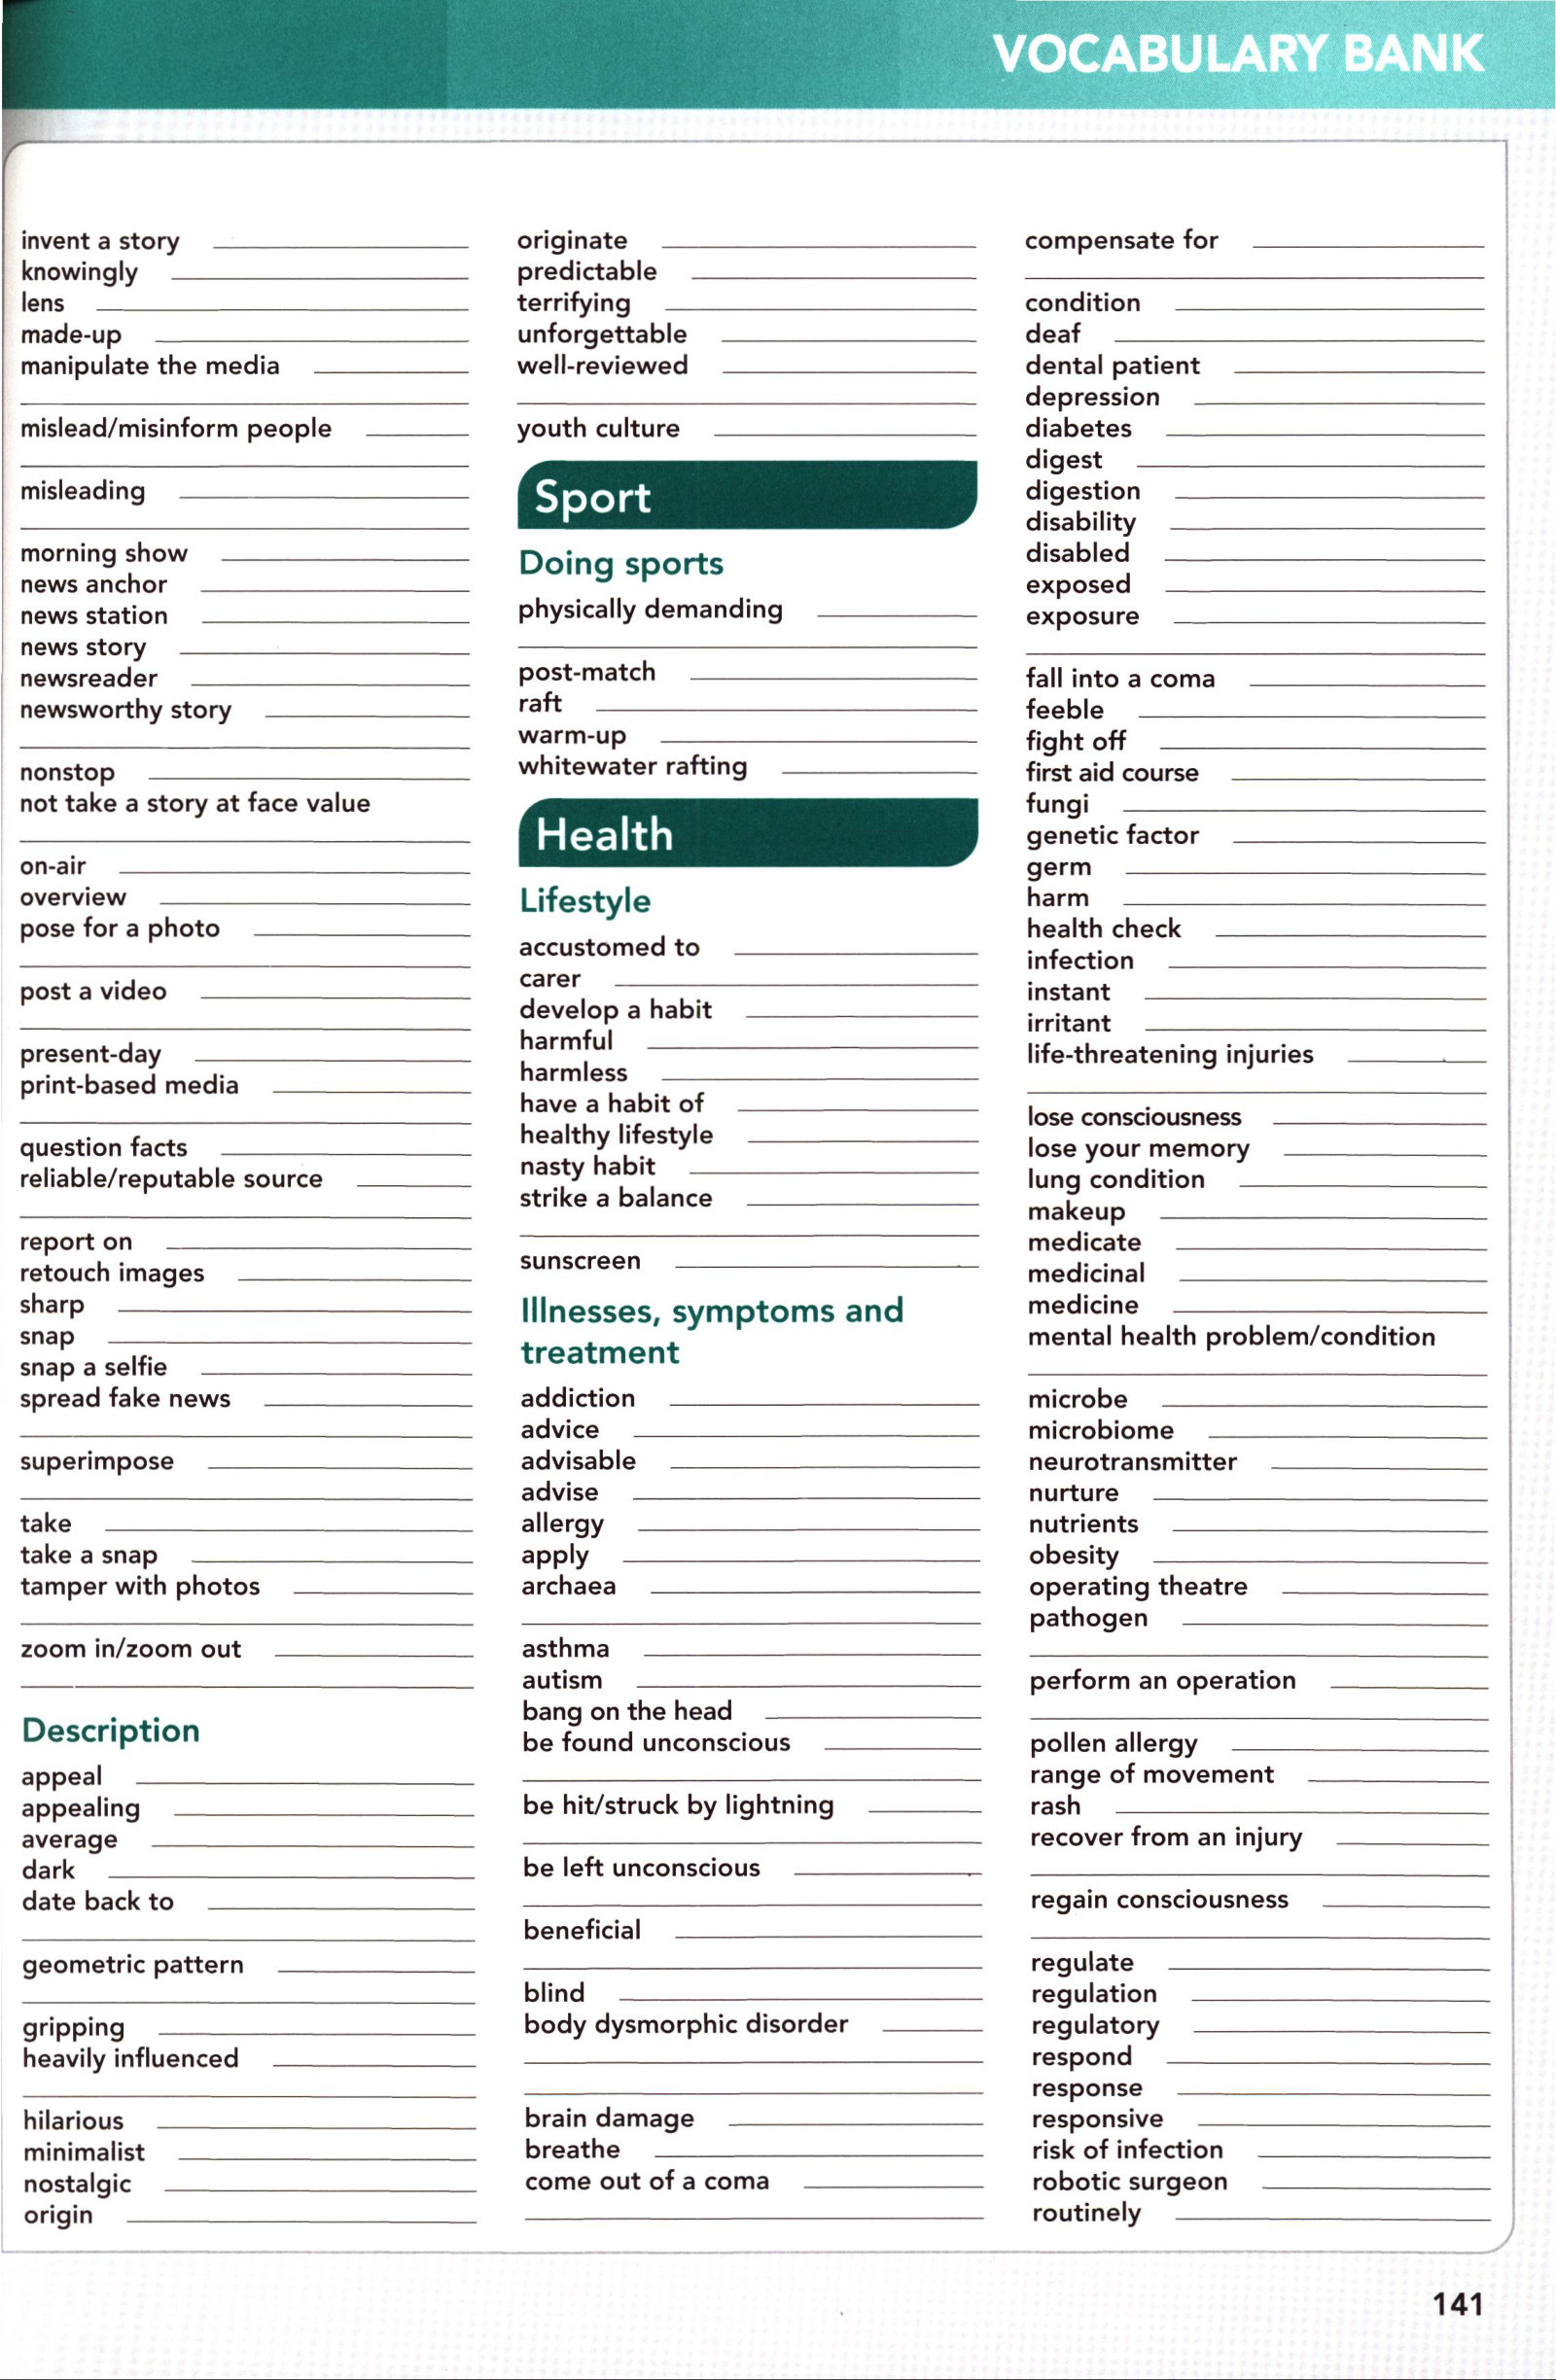 VOCABULARY BANK
invent a story
knowingly
lens
made-up
manipulate the media
mislead/misinform people
misleading
morning show
news anchor
news station
news story
newsreader
newsworthy story
nonstop
not take a story at face value
on-air
overview
pose for a photo
post a video
present-day
print-based media
question facts
reliable/reputable source
report on
retouch images
sharp
snap
snap a selfie
spread fake news
superimpose
take
take a snap
tamper with photos
zoom in/zoom out
Description
appeal
appealing
average
dark
date back to
geometric pattern
gripping
heavily influenced
hilarious
minimalist
nostalgic
origin
originate
predictable
terrifying
unforgettable
well-reviewed
youth culture
Sport
Doing sports
physically demanding
post-match
raft
warm-up
whitewater rafting
Health
Lifestyle
accustomed to
carer
develop a habit
harmful
harmless
have a habit of
healthy lifestyle
nasty habit
strike a balance
sunscreen
Illnesses, symptoms and
treatment
addiction
advice
advisable
advise
allergy
apply
archaea
asthma
autism
bang on the head
be found unconscious
be hit/struck by lightning
be left unconscious
beneficial
blind
body dysmorphic disorder
brain damage
breathe
come out of a coma
compensate for
condition
deaf
dental patient
depression
diabetes
digest
digestion
disability
disabled
exposed
exposure
fall into a coma
feeble
fight off
first aid course
fungi
genetic factor
germ
harm
health check
infection
instant
irritant
life-threatening injuries
lose consciousness
lose your memory
lung condition
makeup
medicate
medicinal
medicine
mental health problem/condition
microbe
microbiome
neurotransmitter
nurture
nutrients
obesity
operating theatre
pathogen
perform an operation
pollen allergy
range of movement
rash
recover from an injury
regain consciousness
regulate
regulation
regulatory
respond
response
responsive
risk of infection
robotic surgeon
routinely
141